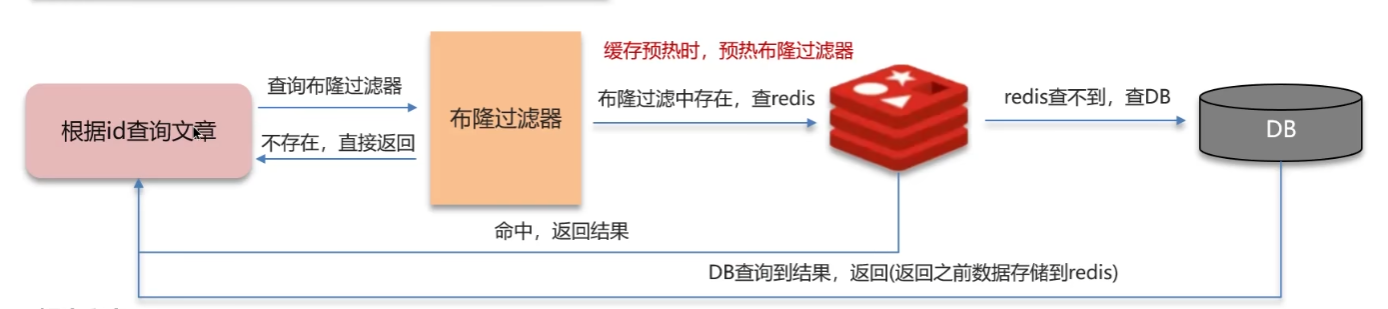 缓存预热时，预热布隆过滤器
查询布隆过滤器
布隆过滤中存在，查redis
redis查不到，查DB
根据id查询文章
布隆过滤器
DB
不存在，直接返回
命中，返回结果
DB查询到结果，返回(返回之前数据存储到redis)